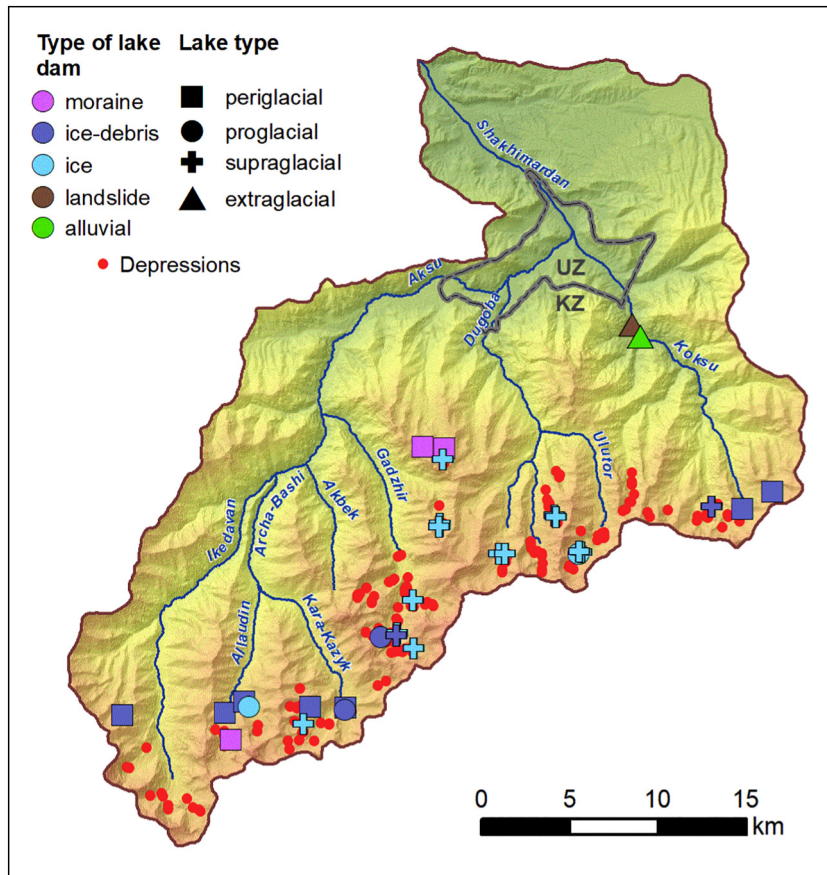 Type of lake
dam
moraine
ice-debris
ice
landslide
alluvial
Lake type
periglacial
proglacial
supraglacial
extraglacial
Depressions
Shakhimardan
UZ
KZ
Aksu
Dugoba
Koksu
Gadzhir
Ulutor
Akbek
Archa-Bashi
Ikedavan
Allaudin
Kara-Kazyk
0 5 10 15
km